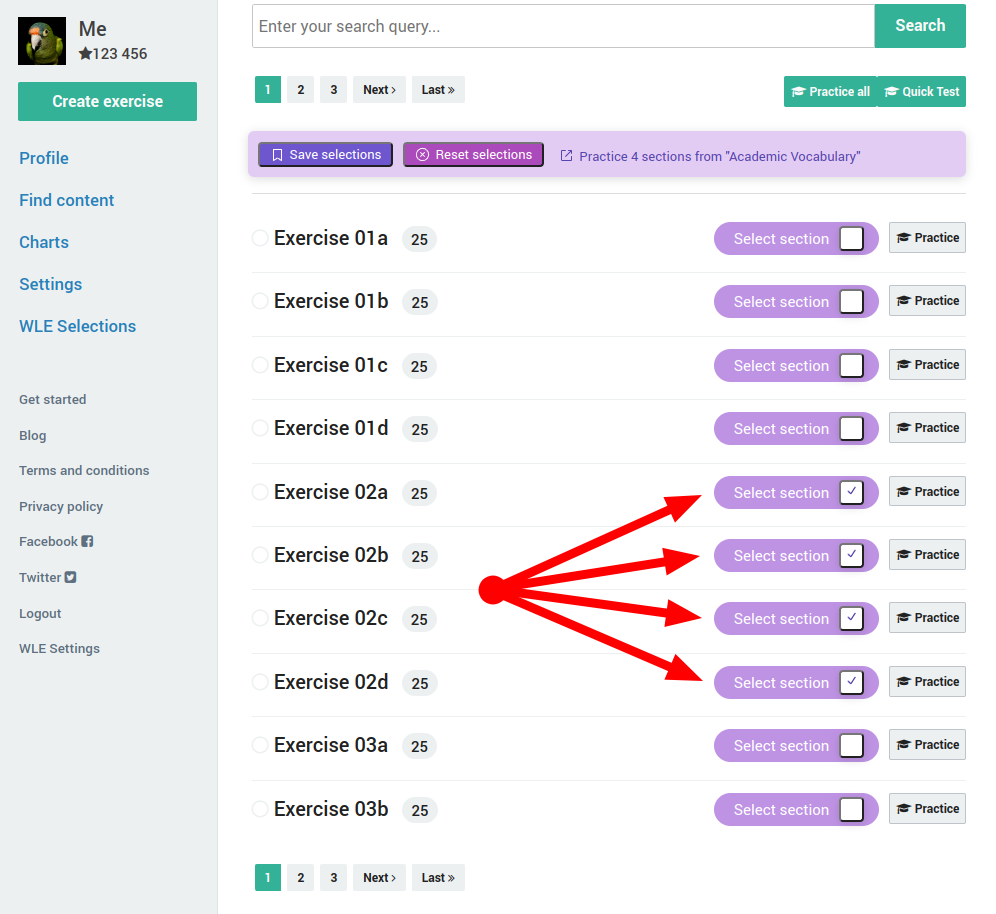 Me
123 456
Create exercise
Profile
Find content
Charts
Settings
WLE Selections
Get started
Blog
Terms and conditions
Privacy policy
Facebook
Twitter
Logout
WLE Settings
Enter your search query...
Search
1 2 3 Next › Last »
Practice all Quick Test
Save selections Reset selections Practice 4 sections from "Academic Vocabulary"
Exercise 01a 25 Select section Practice
Exercise 01b 25 Select section Practice
Exercise 01c 25 Select section Practice
Exercise 01d 25 Select section Practice
Exercise 02a 25 Select section Practice
Exercise 02b 25 Select section Practice
Exercise 02c 25 Select section Practice
Exercise 02d 25 Select section Practice
Exercise 03a 25 Select section Practice
Exercise 03b 25 Select section Practice
1 2 3 Next › Last »